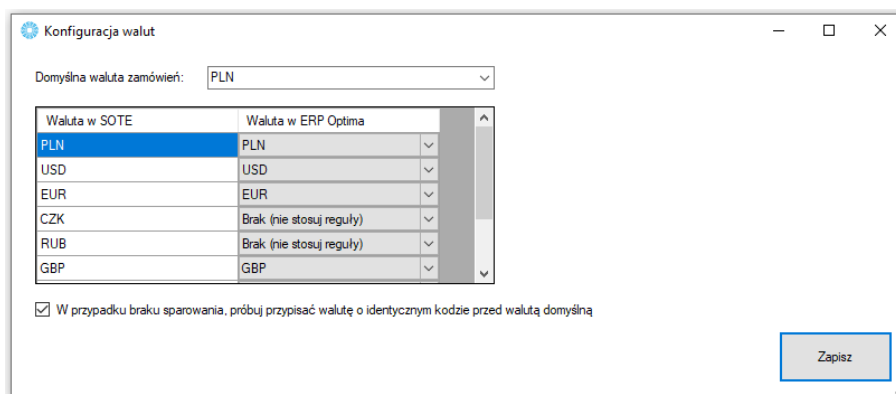 Konfiguracja walut
Domyślna waluta zamówień: PLN
Waluta w SOTE Waluta w ERP Optima
PLN PLN
USD USD
EUR EUR
CZK Brak (nie stosuj reguły)
RUB Brak (nie stosuj reguły)
GBP GBP
W przypadku braku sparowania, próbuj przypisać walutę o identycznym kodzie przed walutą domyślną
Zapisz